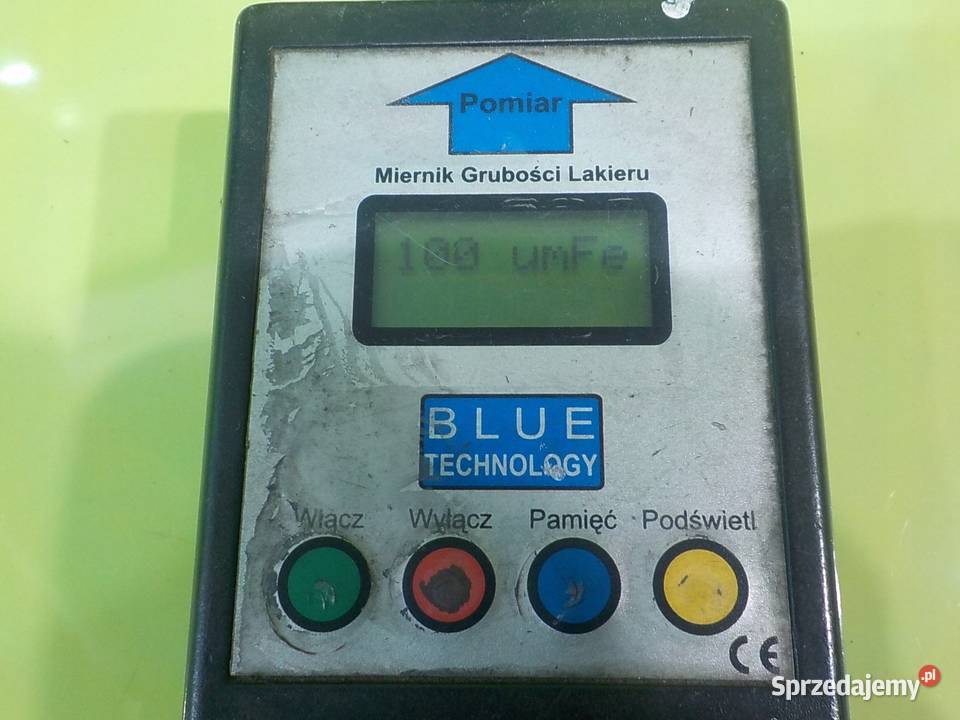 Pomiar
Miernik Grubości Lakieru
100 umFe
BLUE
TECHNOLOGY
Włącz Wyłącz Pamięć Podświetl
CE
Sprzedajemy.pl